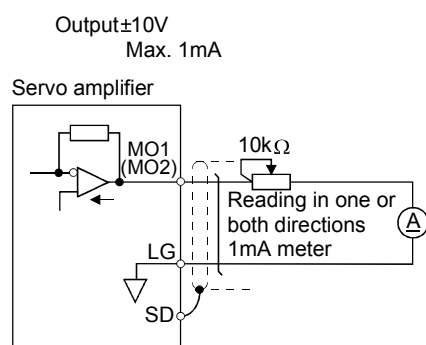 Output±10V
Max. 1mA
Servo amplifier
MO1
(MO2)
10kΩ
Reading in one or
both directions
1mA meter
A
LG
SD